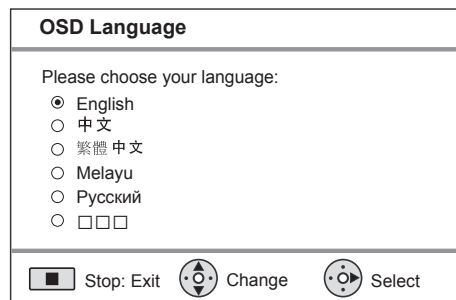 OSD Language
Please choose your language:
English
中文
繁體中文
Melayu
Русский
Stop: Exit Change Select